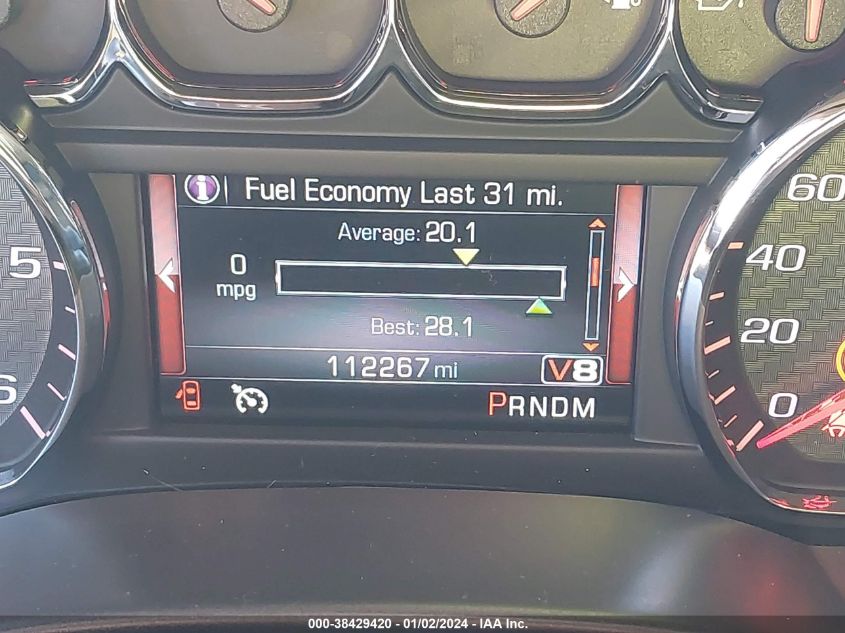 Fuel Economy Last 31 mi.
Average: 20.1
0
mpg
Best: 28.1
112267 mi
V8
PRNDM
5
6
60
40
20
0
000-38429420 - 01/02/2024 - IAA Inc.